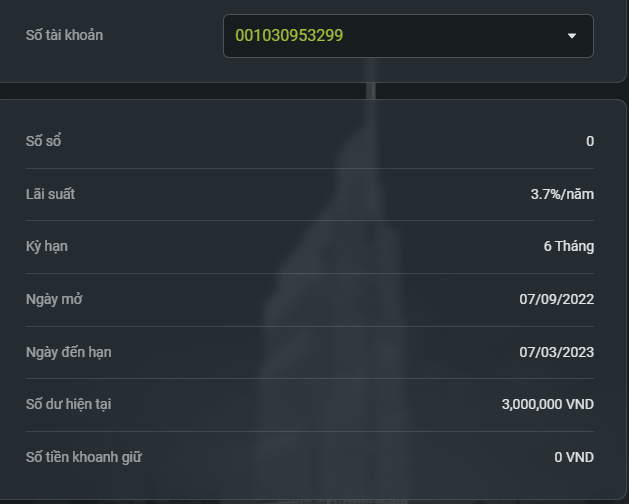 Số tài khoản 001030953299
Số sổ 0
Lãi suất 3.7%/năm
Kỳ hạn 6 Tháng
Ngày mở 07/09/2022
Ngày đến hạn 07/03/2023
Số dư hiện tại 3,000,000 VND
Số tiền khoanh giữ 0 VND